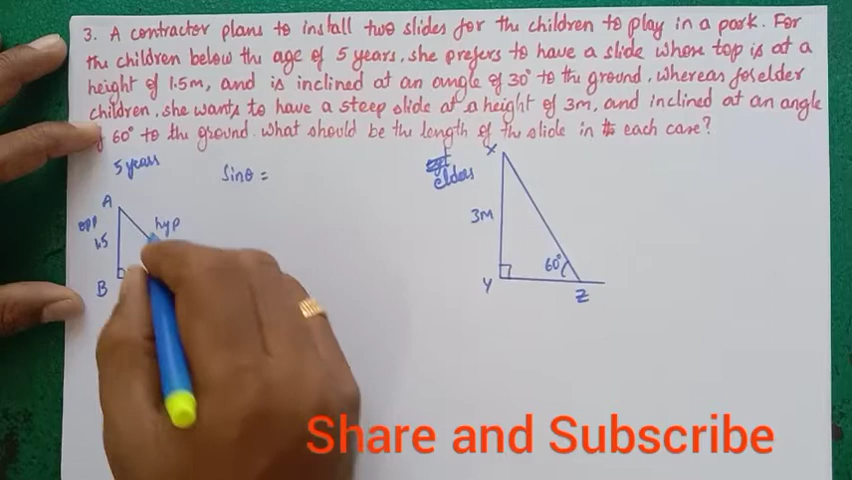 3. A contractor plans to install two slides for the children to play in a park. For
the children below the age of 5 years, she prefers to have a slide whose top is at a
height of 1.5m, and is inclined at an angle of 30° to the ground, whereas for elder
children, she wants to have a steep slide at a height of 3m, and inclined at an angle
60° to the ground. What should be the length of the slide in each case?
5 years
Sinθ =
elders
X
A
opp
hyp
1.5
3M
60°
B
Y
Z
Share and Subscribe